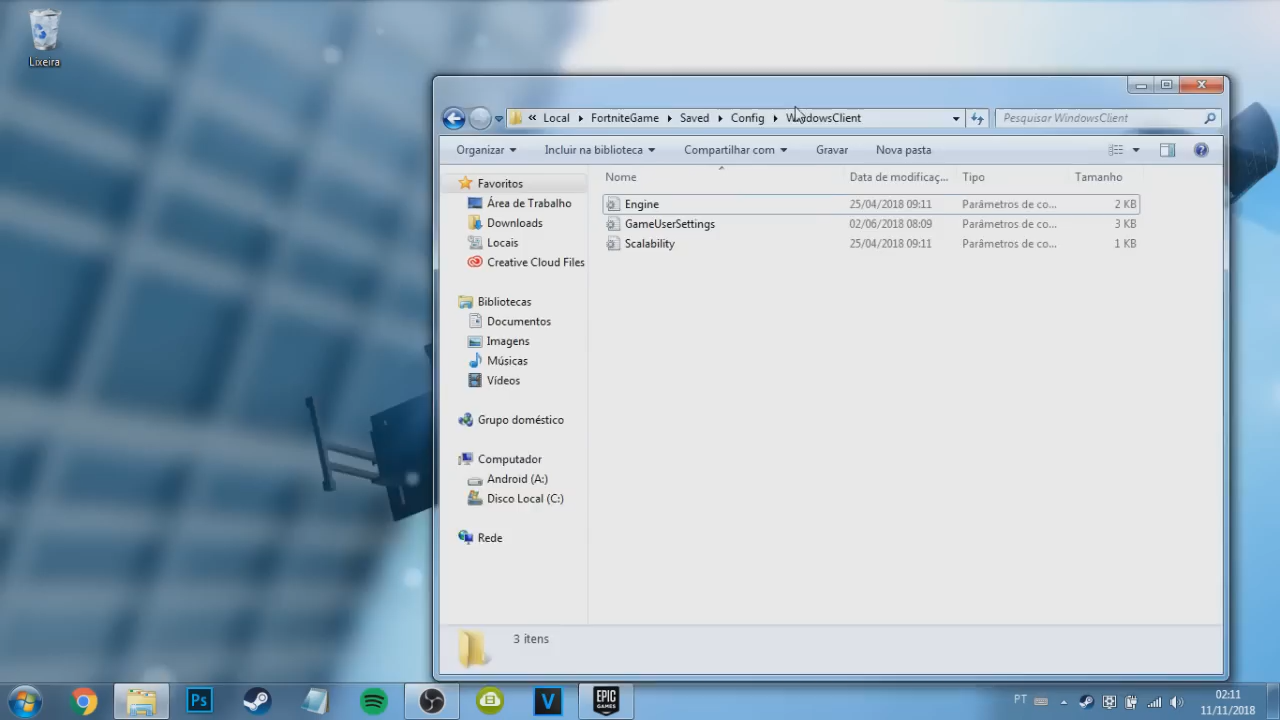 Lixeira
« Local FortniteGame Saved Config WindowsClient
Pesquisar WindowsClient
Organizar Incluir na biblioteca Compartilhar com Gravar Nova pasta
Nome Data de modificaç... Tipo Tamanho
Engine 25/04/2018 09:11 Parâmetros de co... 2 KB
GameUserSettings 02/06/2018 08:09 Parâmetros de co... 3 KB
Scalability 25/04/2018 09:11 Parâmetros de co... 1 KB
Favoritos
Área de Trabalho
Downloads
Locais
Creative Cloud Files
Bibliotecas
Documentos
Imagens
Músicas
Vídeos
Grupo doméstico
Computador
Android (A:)
Disco Local (C:)
Rede
3 itens
Ps
V
EPIC
GAMES
PT
02:11
11/11/2018